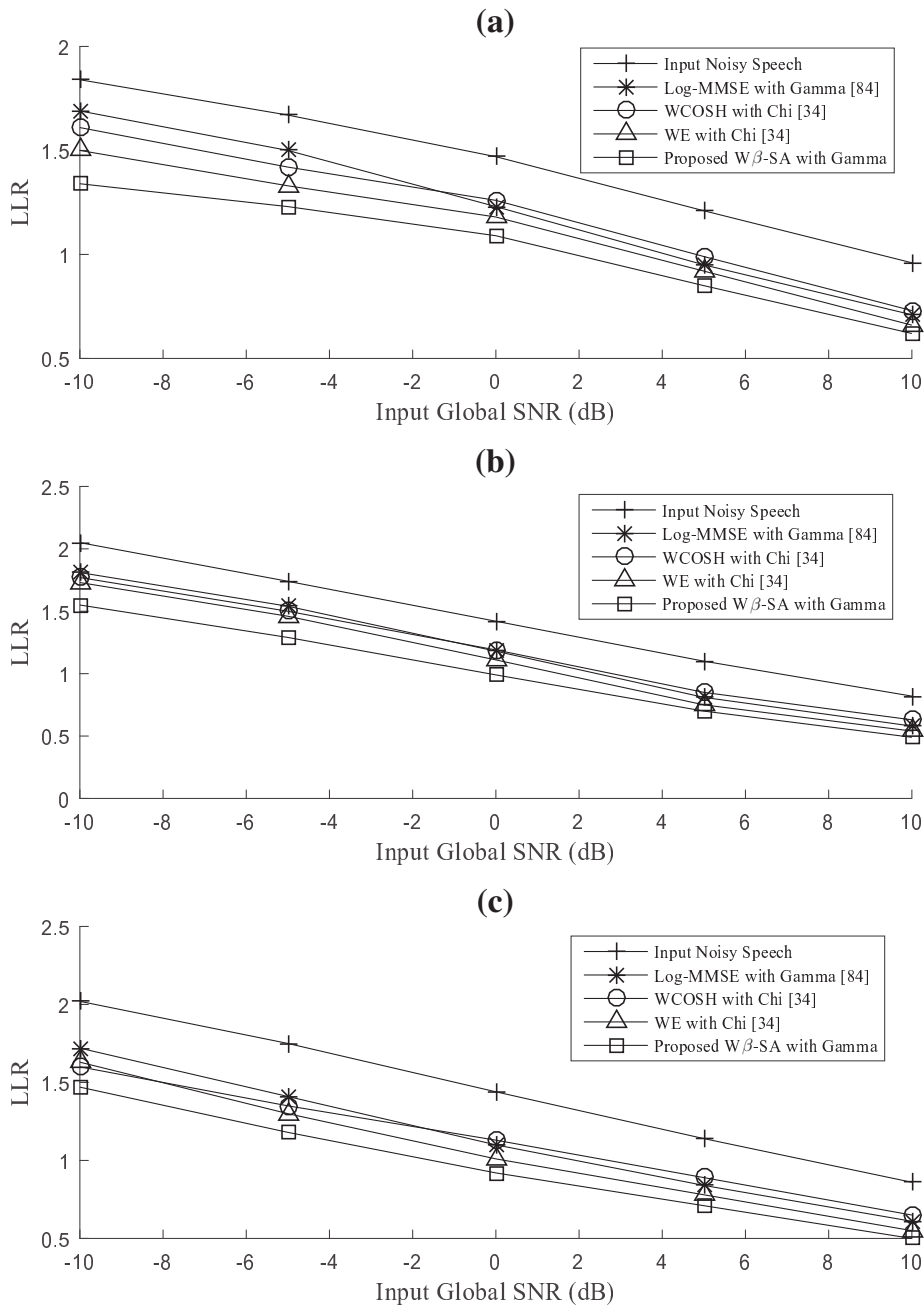 (a)
2
1.5
1
0.5
LLR
Input Noisy Speech
Log-MMSE with Gamma [84]
WCOSH with Chi [34]
WE with Chi [34]
Proposed Wβ-SA with Gamma
-10 -8 -6 -4 -2 0 2 4 6 8 10
Input Global SNR (dB)
(b)
2.5
2
1.5
1
0.5
0
LLR
Input Noisy Speech
Log-MMSE with Gamma [84]
WCOSH with Chi [34]
WE with Chi [34]
Proposed Wβ-SA with Gamma
-10 -8 -6 -4 -2 0 2 4 6 8 10
Input Global SNR (dB)
(c)
2.5
2
1.5
1
0.5
LLR
Input Noisy Speech
Log-MMSE with Gamma [84]
WCOSH with Chi [34]
WE with Chi [34]
Proposed Wβ-SA with Gamma
-10 -8 -6 -4 -2 0 2 4 6 8 10
Input Global SNR (dB)